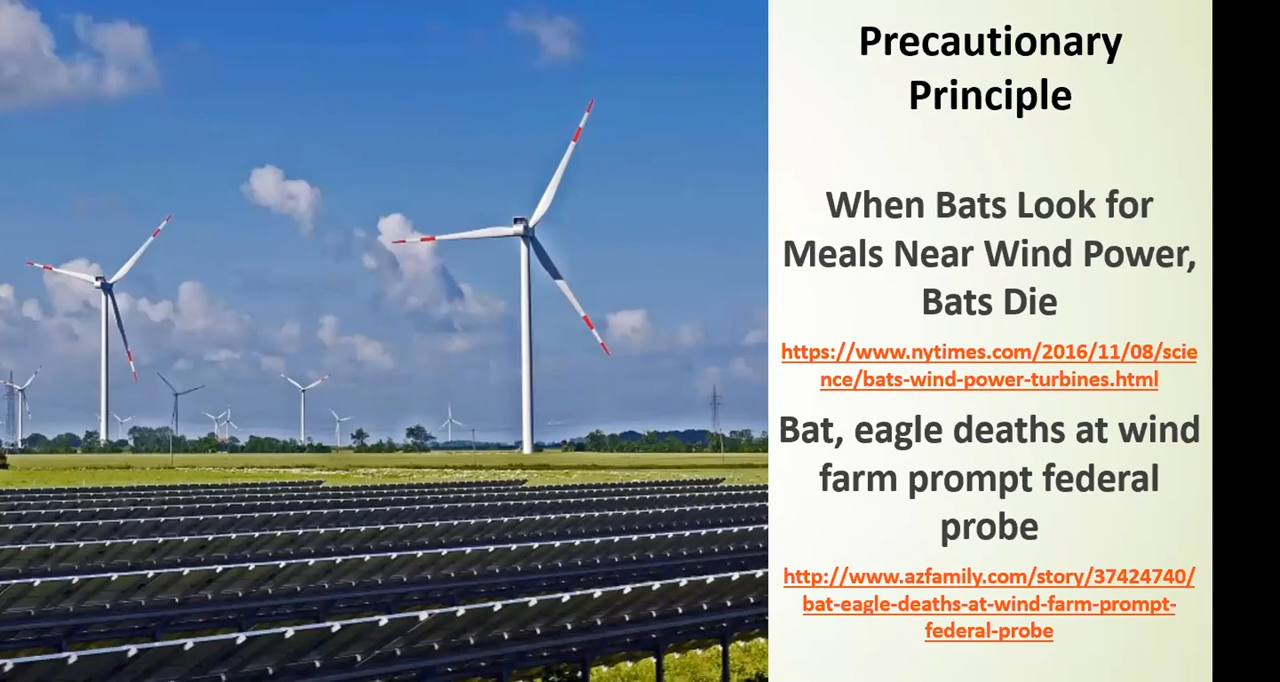 Precautionary
Principle
When Bats Look for
Meals Near Wind Power,
Bats Die
https://www.nytimes.com/2016/11/08/scie
nce/bats-wind-power-turbines.html
Bat, eagle deaths at wind
farm prompt federal
probe
http://www.azfamily.com/story/37424740/
bat-eagle-deaths-at-wind-farm-prompt-
federal-probe